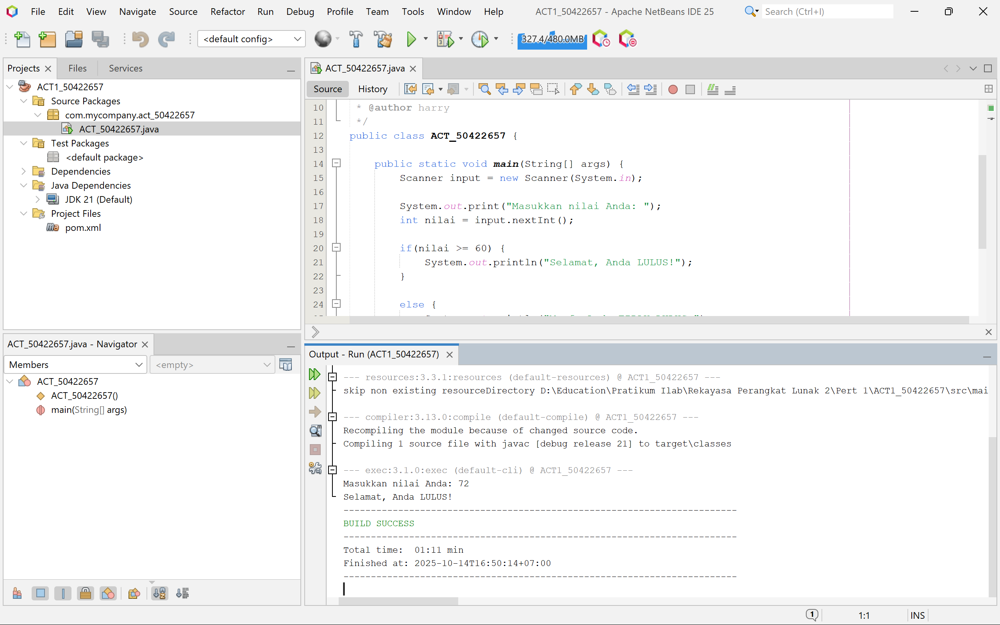 File Edit View Navigate Source Refactor Run Debug Profile Team Tools Window Help ACT1_50422657 - Apache NetBeans IDE 25 Search (Ctrl+I)
<default config> 327.4/480.0MB
Projects Files Services
ACT1_50422657
Source Packages
com.mycompany.act_50422657
ACT_50422657.java
Test Packages
<default package>
Dependencies
Java Dependencies
JDK 21 (Default)
Project Files
pom.xml
ACT_50422657.java - Navigator
Members <empty>
ACT_50422657
ACT_50422657()
main(String[] args)
ACT_50422657.java
Source History
10 * @author harry
11 */
12 public class ACT_50422657 {
13
14 public static void main(String[] args) {
15 Scanner input = new Scanner(System.in);
16
17 System.out.print("Masukkan nilai Anda: ");
18 int nilai = input.nextInt();
19
20 if(nilai >= 60) {
21 System.out.println("Selamat, Anda LULUS!");
22 }
23
24 else {
Output - Run (ACT1_50422657)
--- resources:3.3.1:resources (default-resources) @ ACT1_50422657 ---
skip non existing resourceDirectory D:\Education\Pratikum Ilab\Rekayasa Perangkat Lunak 2\Pert 1\ACT1_50422657\src\mai
--- compiler:3.13.0:compile (default-compile) @ ACT1_50422657 ---
Recompiling the module because of changed source code.
Compiling 1 source file with javac [debug release 21] to target\classes
--- exec:3.1.0:exec (default-cli) @ ACT1_50422657 ---
Masukkan nilai Anda: 72
Selamat, Anda LULUS!
------------------------------------------------------------------------
BUILD SUCCESS
------------------------------------------------------------------------
Total time:  01:11 min
Finished at: 2025-10-14T16:50:14+07:00
------------------------------------------------------------------------
1 1:1 INS